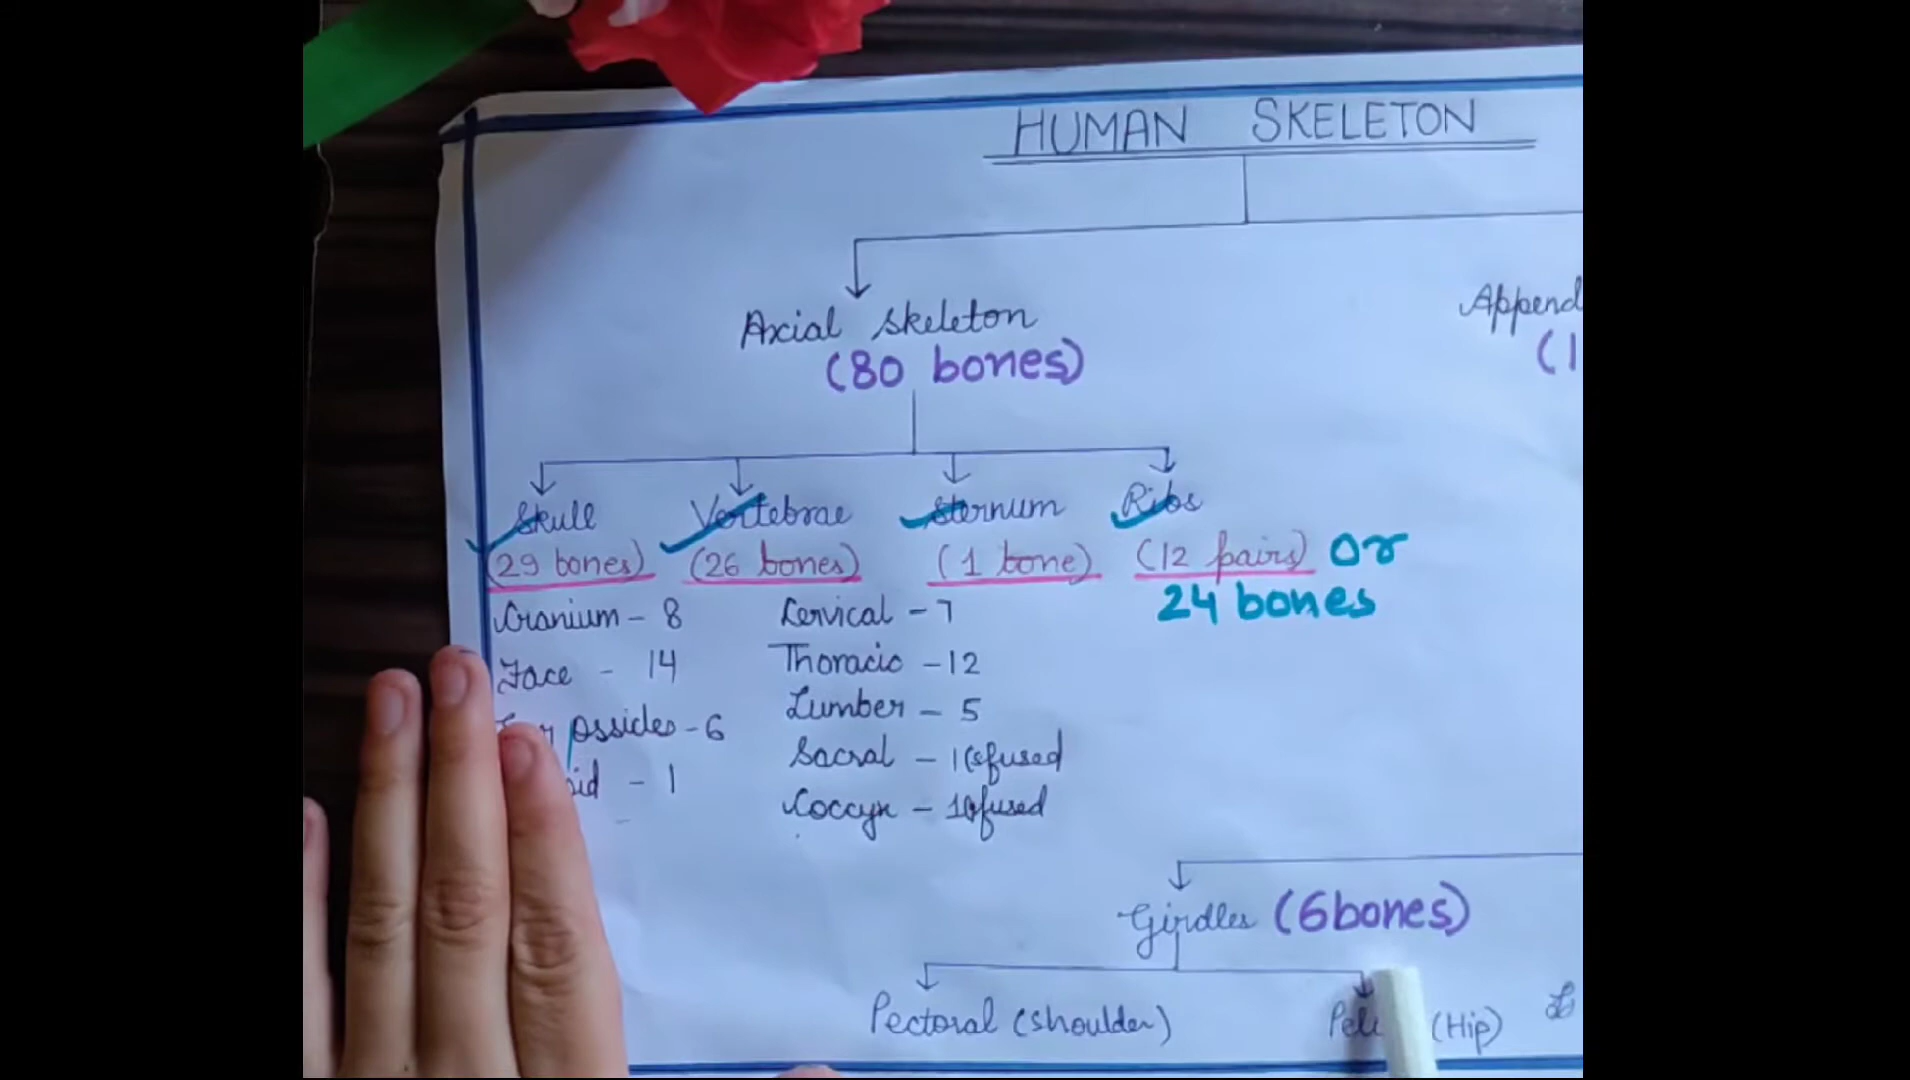 HUMAN SKELETON
Axial skeleton
(80 bones)
Append
(1
Skull
(29 bones)
Cranium - 8
Face - 14
Ossicles - 6
- 1
Vertebrae
(26 bones)
Cervical - 7
Thoracic - 12
Lumber - 5
Sacral - 1 fused
Coccyx - 1 fused
Sternum
(1 bone)
Ribs
(12 pairs) Or
24 bones
Girdles (6 bones)
Pectoral (shoulder)
(Hip)